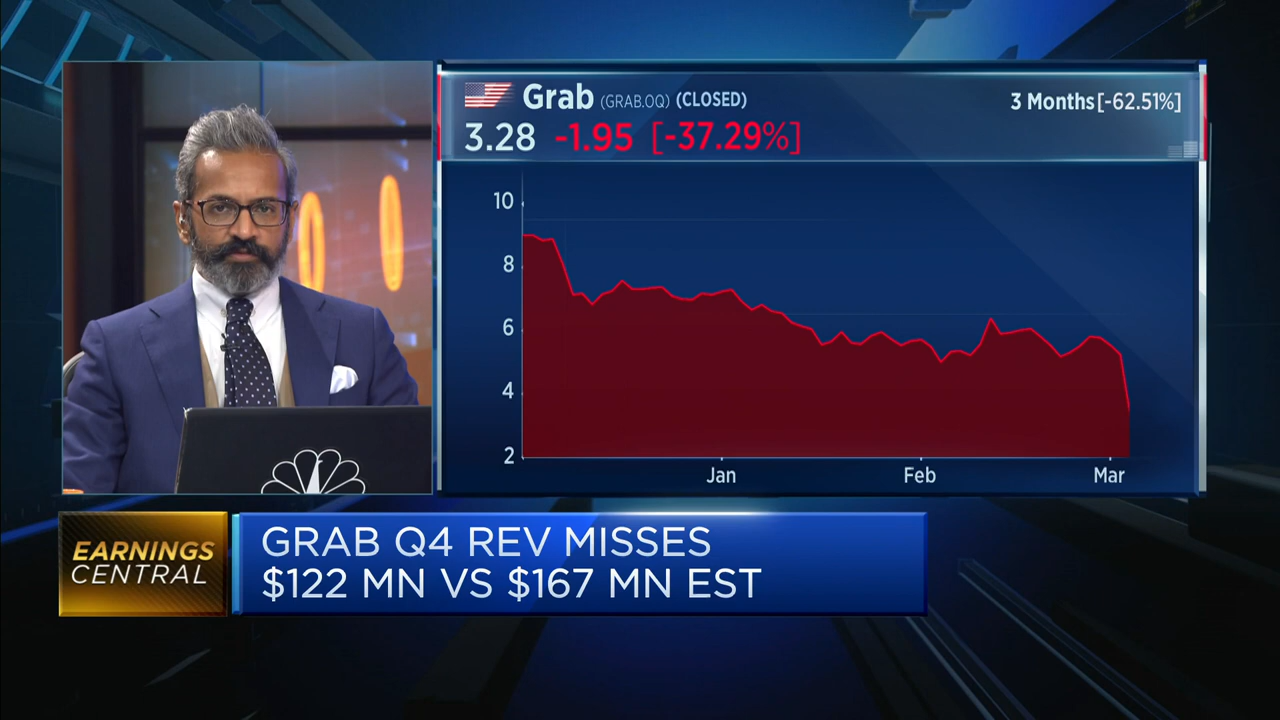 Grab (GRAB.OQ) (CLOSED)
3 Months[-62.51%]
3.28 -1.95 [-37.29%]
10
8
6
4
2
Jan Feb Mar
EARNINGS
CENTRAL
GRAB Q4 REV MISSES
$122 MN VS $167 MN EST